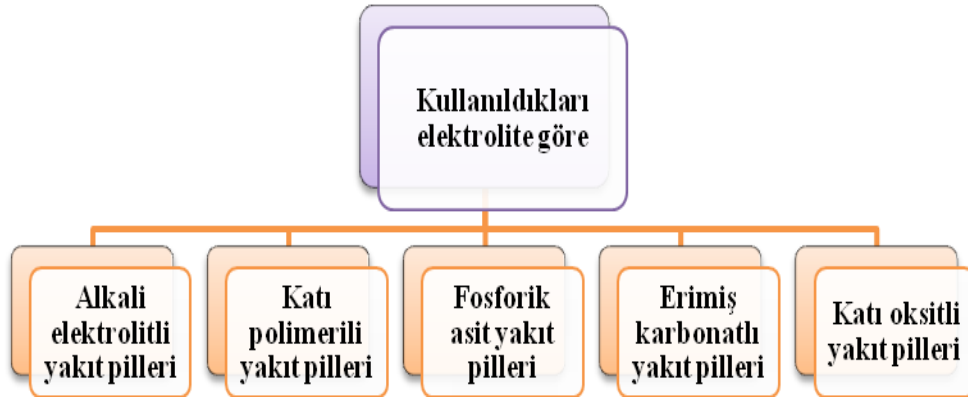 Kullanıldıkları
elektrolite göre
Alkali
elektrolitli
yakıt pilleri
Katı
polimerili
yakıt pilleri
Fosforik
asit yakıt
pilleri
Erimiş
karbonatlı
yakıt pilleri
Katı oksitli
yakıt pilleri